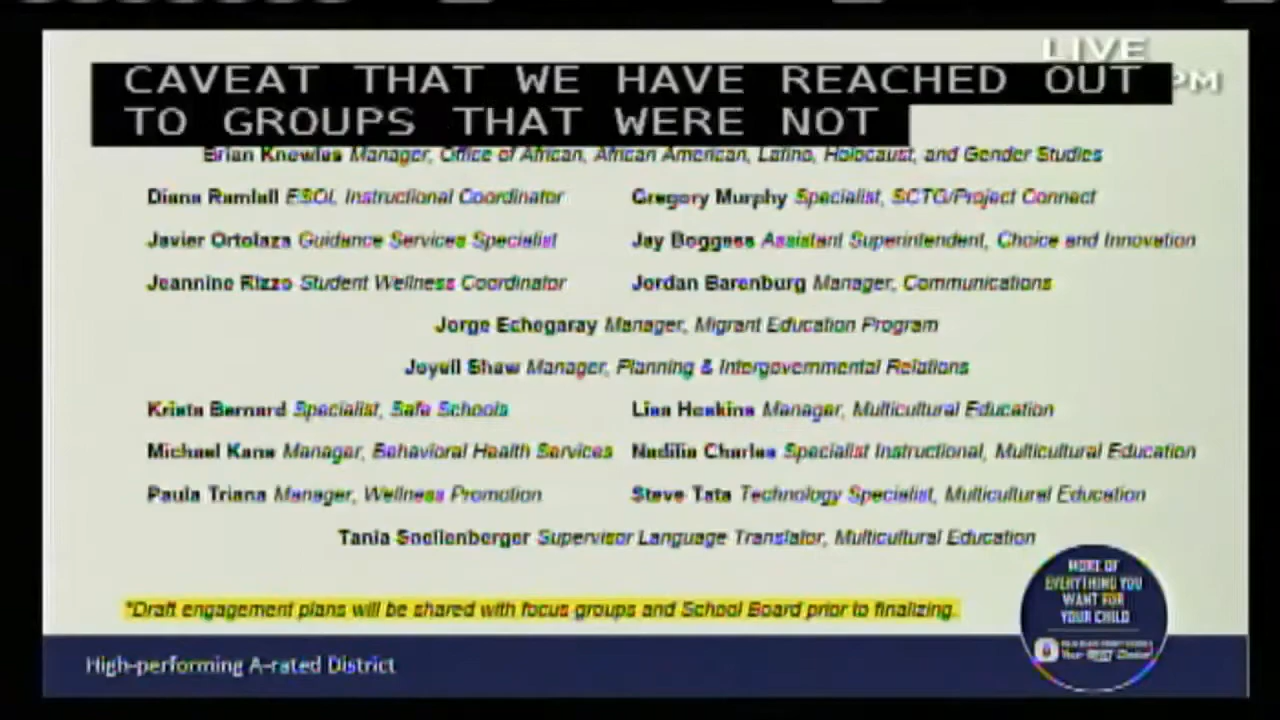 LIVE
PM
CAVEAT THAT WE HAVE REACHED OUT
TO GROUPS THAT WERE NOT
Brian Knowles Manager, Office of African, African American, Latino, Holocaust, and Gender Studies
Diana Ramlall ESOL Instructional Coordinator
Gregory Murphy Specialist, SCTG/Project Connect
Javier Ortolaza Guidance Services Specialist
Jay Boggess Assistant Superintendent, Choice and Innovation
Jeannine Rizzo Student Wellness Coordinator
Jordan Barenburg Manager, Communications
Jorge Echegaray Manager, Migrant Education Program
Joyell Shaw Manager, Planning & Intergovernmental Relations
Krista Bernard Specialist, Safe Schools
Lisa Hoskins Manager, Multicultural Education
Michael Kane Manager, Behavioral Health Services
Nadilia Charles Specialist Instructional, Multicultural Education
Paula Triana Manager, Wellness Promotion
Steve Tata Technology Specialist, Multicultural Education
Tania Snellenberger Supervisor Language Translator, Multicultural Education
*Draft engagement plans will be shared with focus groups and School Board prior to finalizing.
MORE OF
EVERYTHING YOU
WANT FOR
YOUR CHILD
Your BEST Choice!
High-performing A-rated District